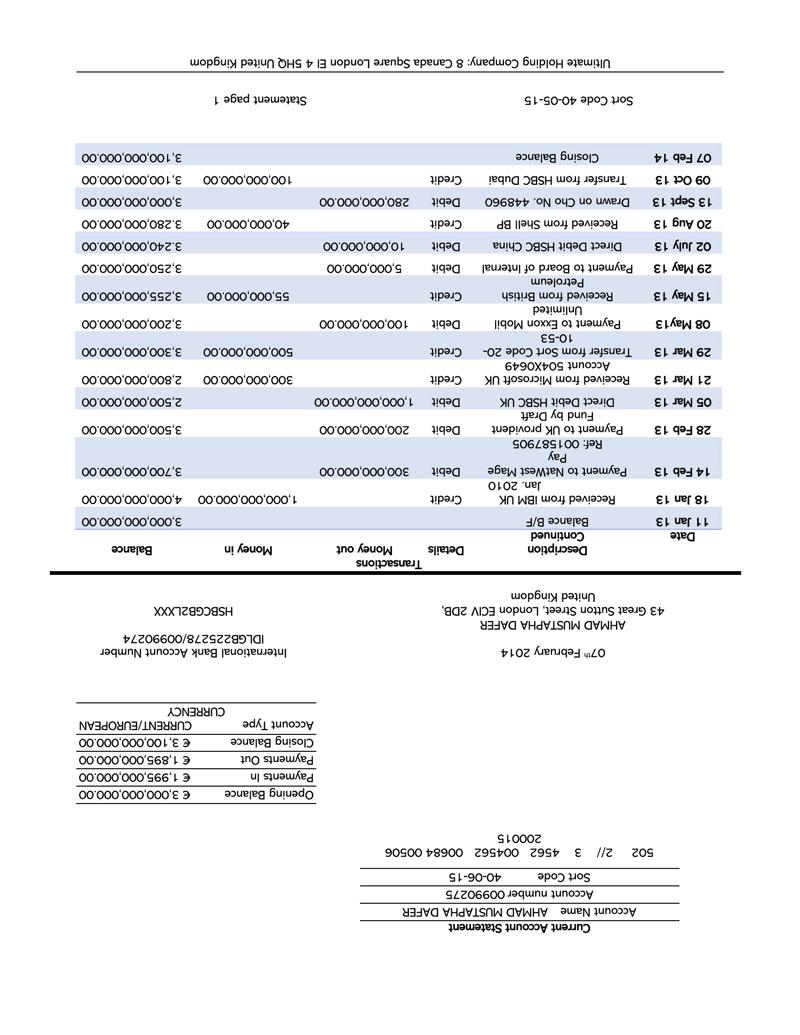 Current Account Statement
Account Name AHMAD MUSTAPHA DAFER
Account number 00990275
Sort Code 40-06-15
502 2// 3 4562 004562 00684 00506
200015
Opening Balance € 3,000,000,000.00
Payments In € 1,995,000,000.00
Payments Out € 1,895,000,000.00
Closing Balance € 3,100,000,000.00
Account Type CURRENT/EUROPEAN
CURRENCY
07th February 2014
AHMAD MUSTAPHA DAFER
43 Great Sutton Street, London ECIV 2DB,
United Kingdom
International Bank Account Number
IDLGB2225278/00990274
HSBCGB2LXXX
Transactions
Date Description Details Money out Money in Balance
Continued
11 Jan 13 Balance B/F 3,000,000,000.00
18 Jan 13 Received from IBM UK Credit 1,000,000,000.00 4,000,000,000.00
Jan. 2010
14 Feb 13 Payment to NatWest Mage Debit 300,000,000.00 3,700,000,000.00
Pay
Ref: 001587905
28 Feb 13 Payment to UK provident Debit 200,000,000.00 3,500,000,000.00
Fund by Draft
05 Mar 13 Direct Debit HSBC UK Debit 1,000,000,000.00 2,500,000,000.00
21 Mar 13 Received from Microsoft UK Credit 300,000,000.00 2,800,000,000.00
Account 504X0649
29 Mar 13 Transfer from Sort Code 20- Credit 500,000,000.00 3,300,000,000.00
10-53
08 May13 Payment to Exxon Mobil Debit 100,000,000.00 3,200,000,000.00
Unlimited
15 May 13 Received from British Credit 55,000,000.00 3,255,000,000.00
Petroleum
29 May 13 Payment to Board of Internal Debit 5,000,000.00 3,250,000,000.00
02 July 13 Direct Debit HSBC China Debit 10,000,000.00 3.240,000,000.00
20 Aug 13 Received from Shell BP Credit 40,000,000.00 3.280,000,000.00
13 Sept 13 Drawn on Cho No. 448960 Debit 280,000,000.00 3,000,000,000.00
09 Oct 13 Transfer from HSBC Dubai Credit 100,000,000.00 3,100,000,000.00
07 Feb 14 Closing Balance 3,100,000,000.00
Sort Code 40-05-15 Statement page 1
Ultimate Holding Company: 8 Canada Square London EI 4 5HQ United Kingdom